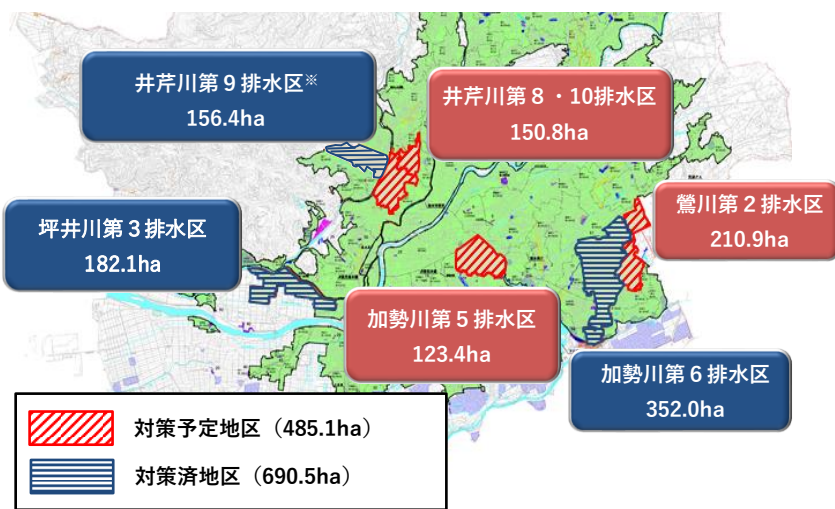 井芹川第９排水区※
156.4ha
井芹川第８・10排水区
150.8ha
坪井川第３排水区
182.1ha
鶯川第２排水区
210.9ha
加勢川第５排水区
123.4ha
加勢川第６排水区
352.0ha
対策予定地区（485.1ha）
対策済地区（690.5ha）